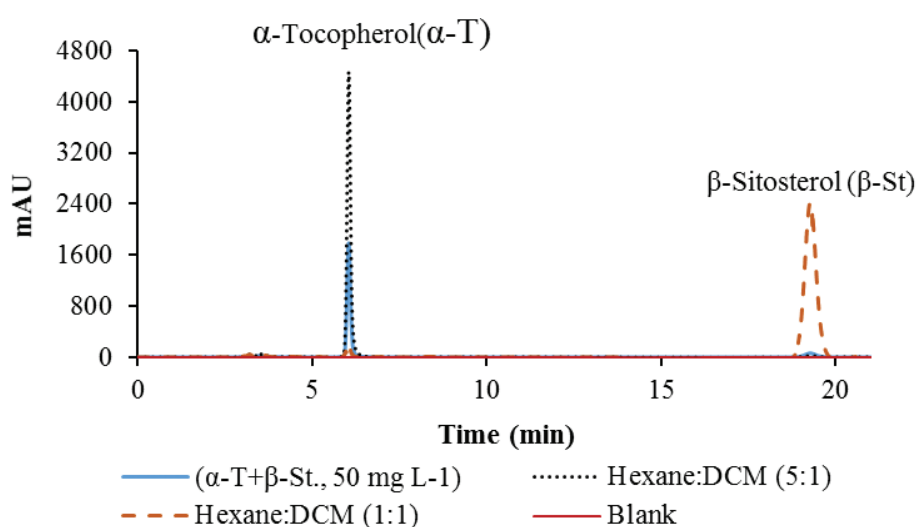 α-Tocopherol(α-T)
4800
4000
3200
2400
1600
800
0
mAU
β-Sitosterol (β-St)
0 5 10 15 20
Time (min)
(α-T+β-St., 50 mg L-1) Hexane:DCM (5:1)
Hexane:DCM (1:1) Blank